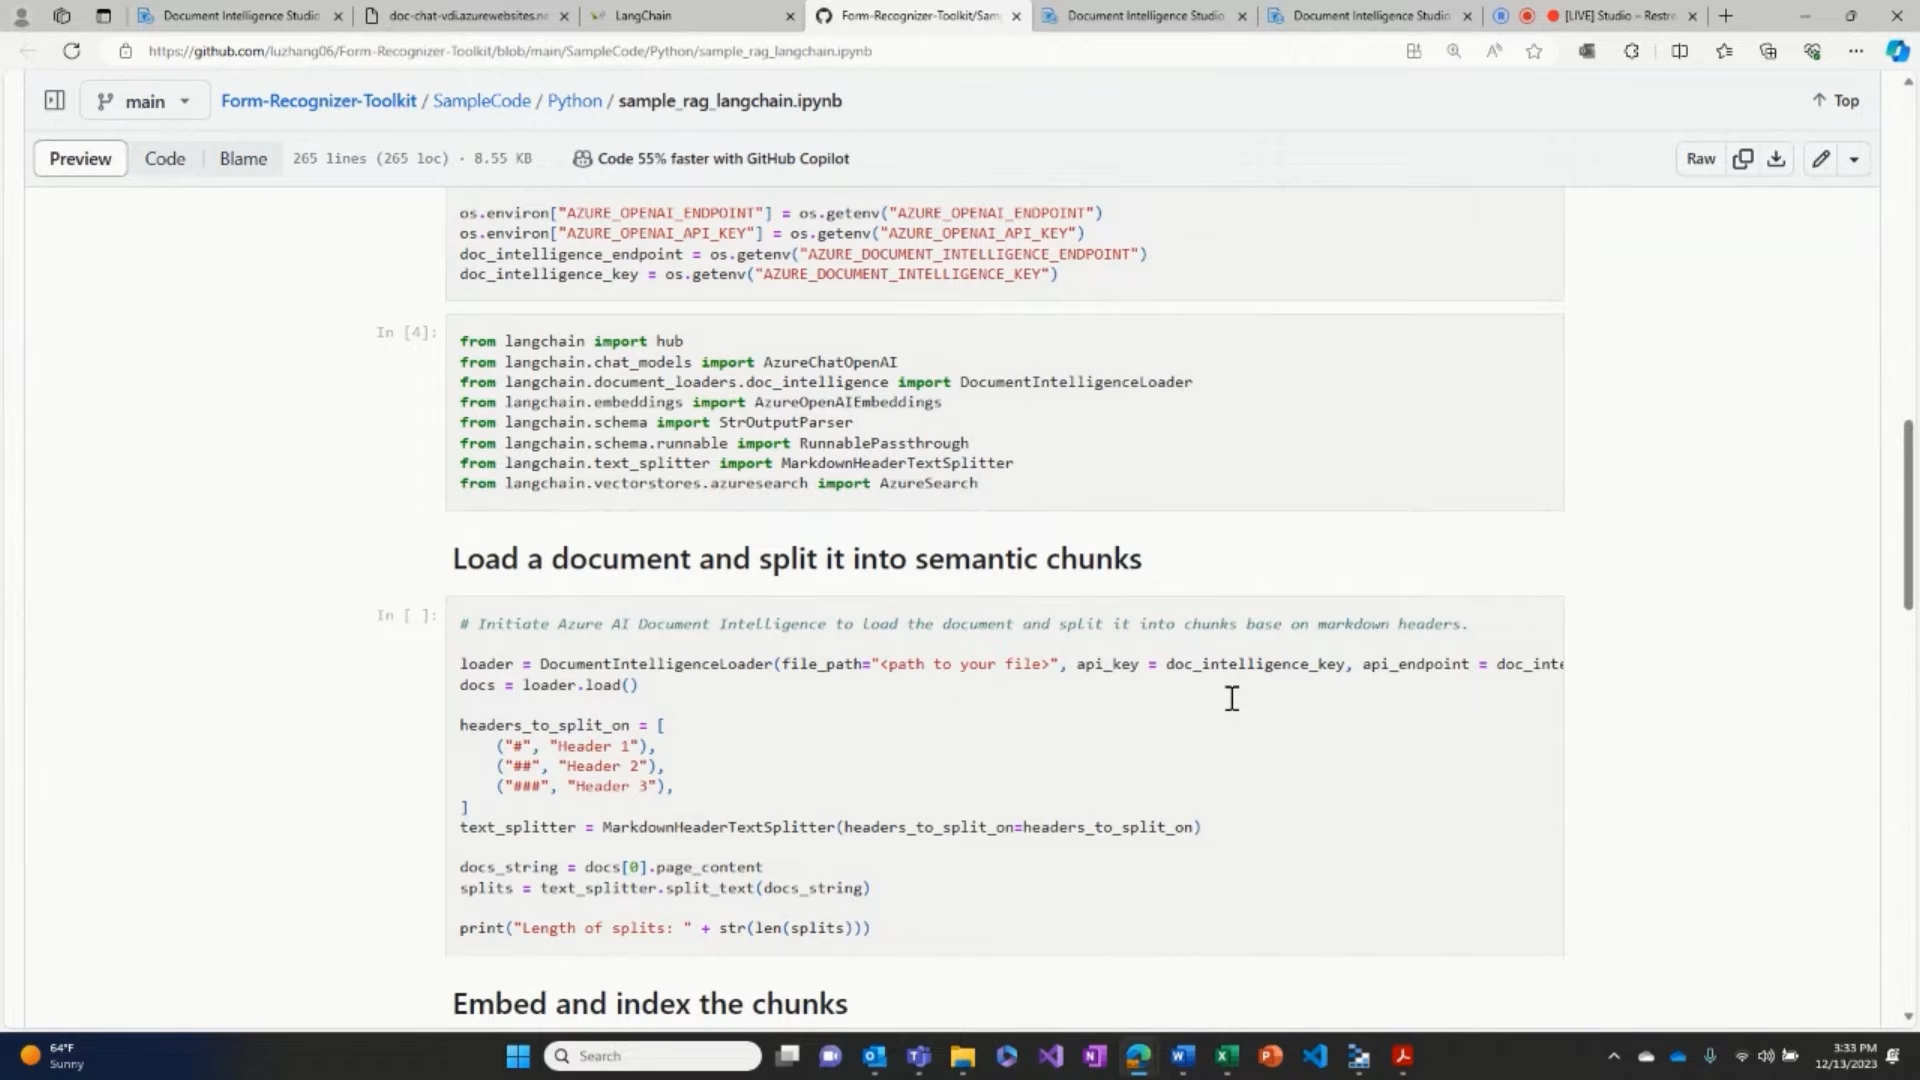 Document Intelligence Studio
doc-chat-vdi.azurewebsites.ne
LangChain
Form-Recognizer-Toolkit/Sam
Document Intelligence Studio
Document Intelligence Studio
[LIVE] Studio – Restre
https://github.com/luzhang06/Form-Recognizer-Toolkit/blob/main/SampleCode/Python/sample_rag_langchain.ipynb
main
Form-Recognizer-Toolkit / SampleCode / Python / sample_rag_langchain.ipynb
Top
Preview Code Blame 265 lines (265 loc) · 8.55 KB Code 55% faster with GitHub Copilot Raw
os.environ["AZURE_OPENAI_ENDPOINT"] = os.getenv("AZURE_OPENAI_ENDPOINT")
os.environ["AZURE_OPENAI_API_KEY"] = os.getenv("AZURE_OPENAI_API_KEY")
doc_intelligence_endpoint = os.getenv("AZURE_DOCUMENT_INTELLIGENCE_ENDPOINT")
doc_intelligence_key = os.getenv("AZURE_DOCUMENT_INTELLIGENCE_KEY")
In [4]:
from langchain import hub
from langchain.chat_models import AzureChatOpenAI
from langchain.document_loaders.doc_intelligence import DocumentIntelligenceLoader
from langchain.embeddings import AzureOpenAIEmbeddings
from langchain.schema import StrOutputParser
from langchain.schema.runnable import RunnablePassthrough
from langchain.text_splitter import MarkdownHeaderTextSplitter
from langchain.vectorstores.azuresearch import AzureSearch
Load a document and split it into semantic chunks
In [ ]:
# Initiate Azure AI Document Intelligence to load the document and split it into chunks base on markdown headers.
loader = DocumentIntelligenceLoader(file_path="<path to your file>", api_key = doc_intelligence_key, api_endpoint = doc_inte
docs = loader.load()
headers_to_split_on = [
("#", "Header 1"),
("##", "Header 2"),
("###", "Header 3"),
]
text_splitter = MarkdownHeaderTextSplitter(headers_to_split_on=headers_to_split_on)
docs_string = docs[0].page_content
splits = text_splitter.split_text(docs_string)
print("Length of splits: " + str(len(splits)))
Embed and index the chunks
64°F
Sunny
Search
3:33 PM
12/13/2023